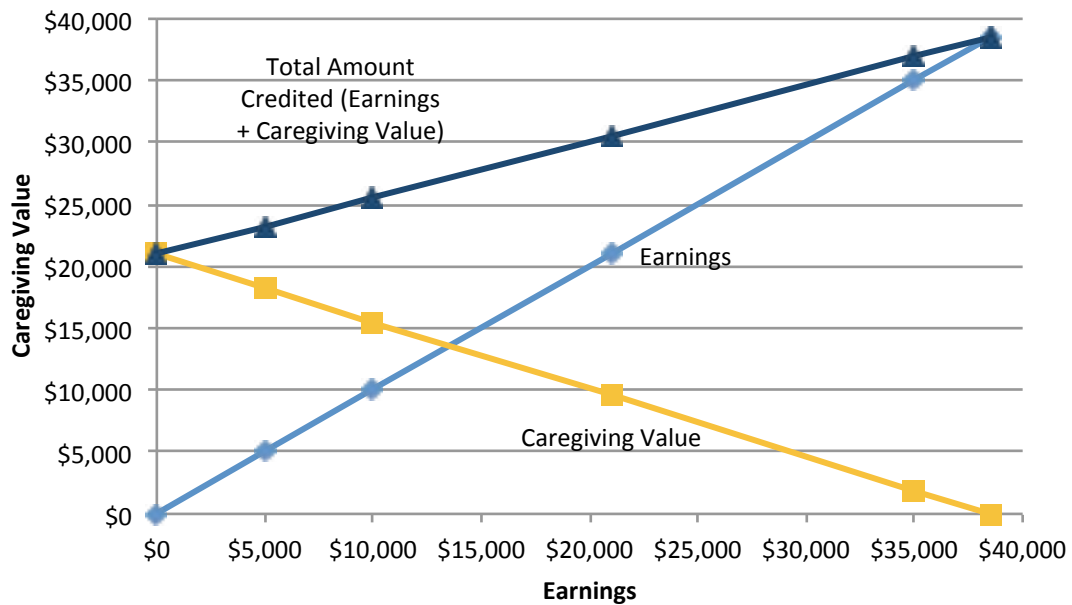 $40,000
$35,000
$30,000
$25,000
$20,000
$15,000
$10,000
$5,000
$0
Caregiving Value
Total Amount
Credited (Earnings
+ Caregiving Value)
Earnings
Caregiving Value
$0 $5,000 $10,000 $15,000 $20,000 $25,000 $30,000 $35,000 $40,000
Earnings